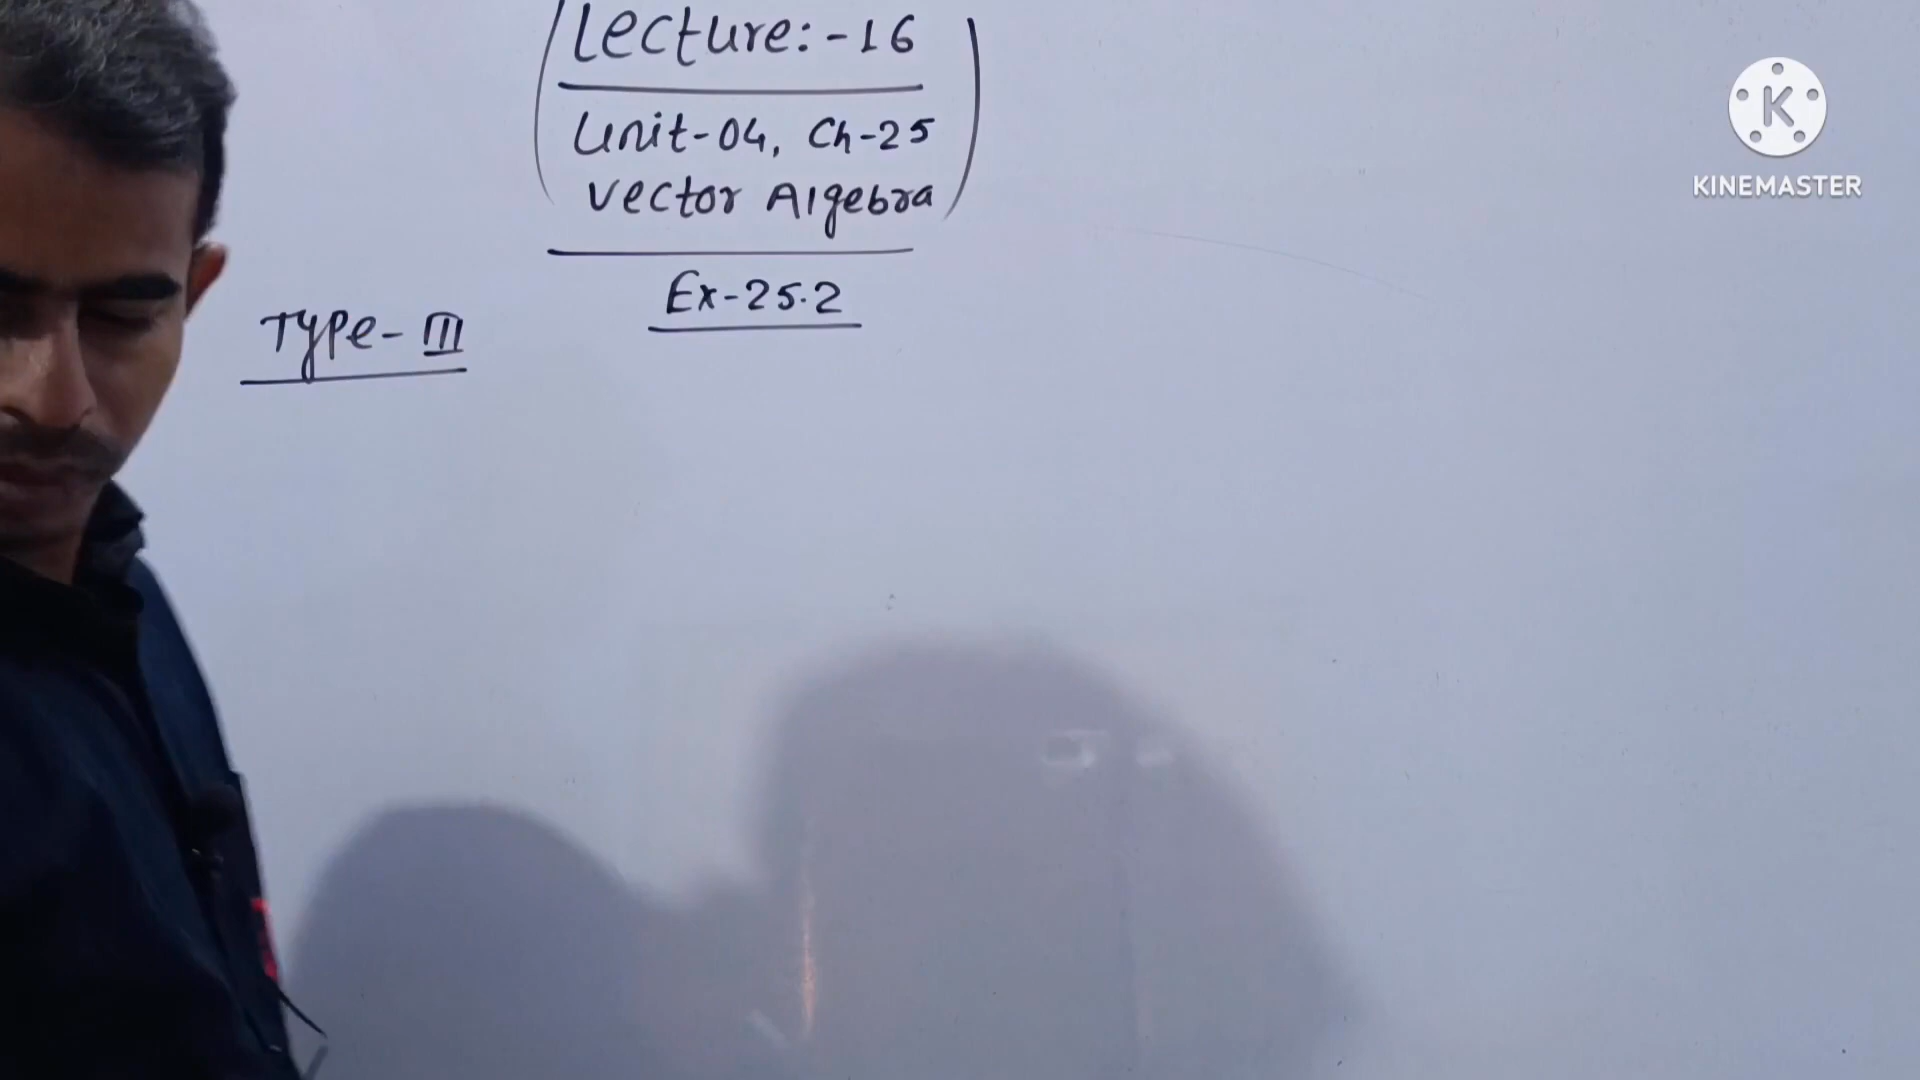 Lecture:-16
Unit-04, Ch-25
Vector Algebra
Ex-25.2
Type-III
K
KINEMASTER